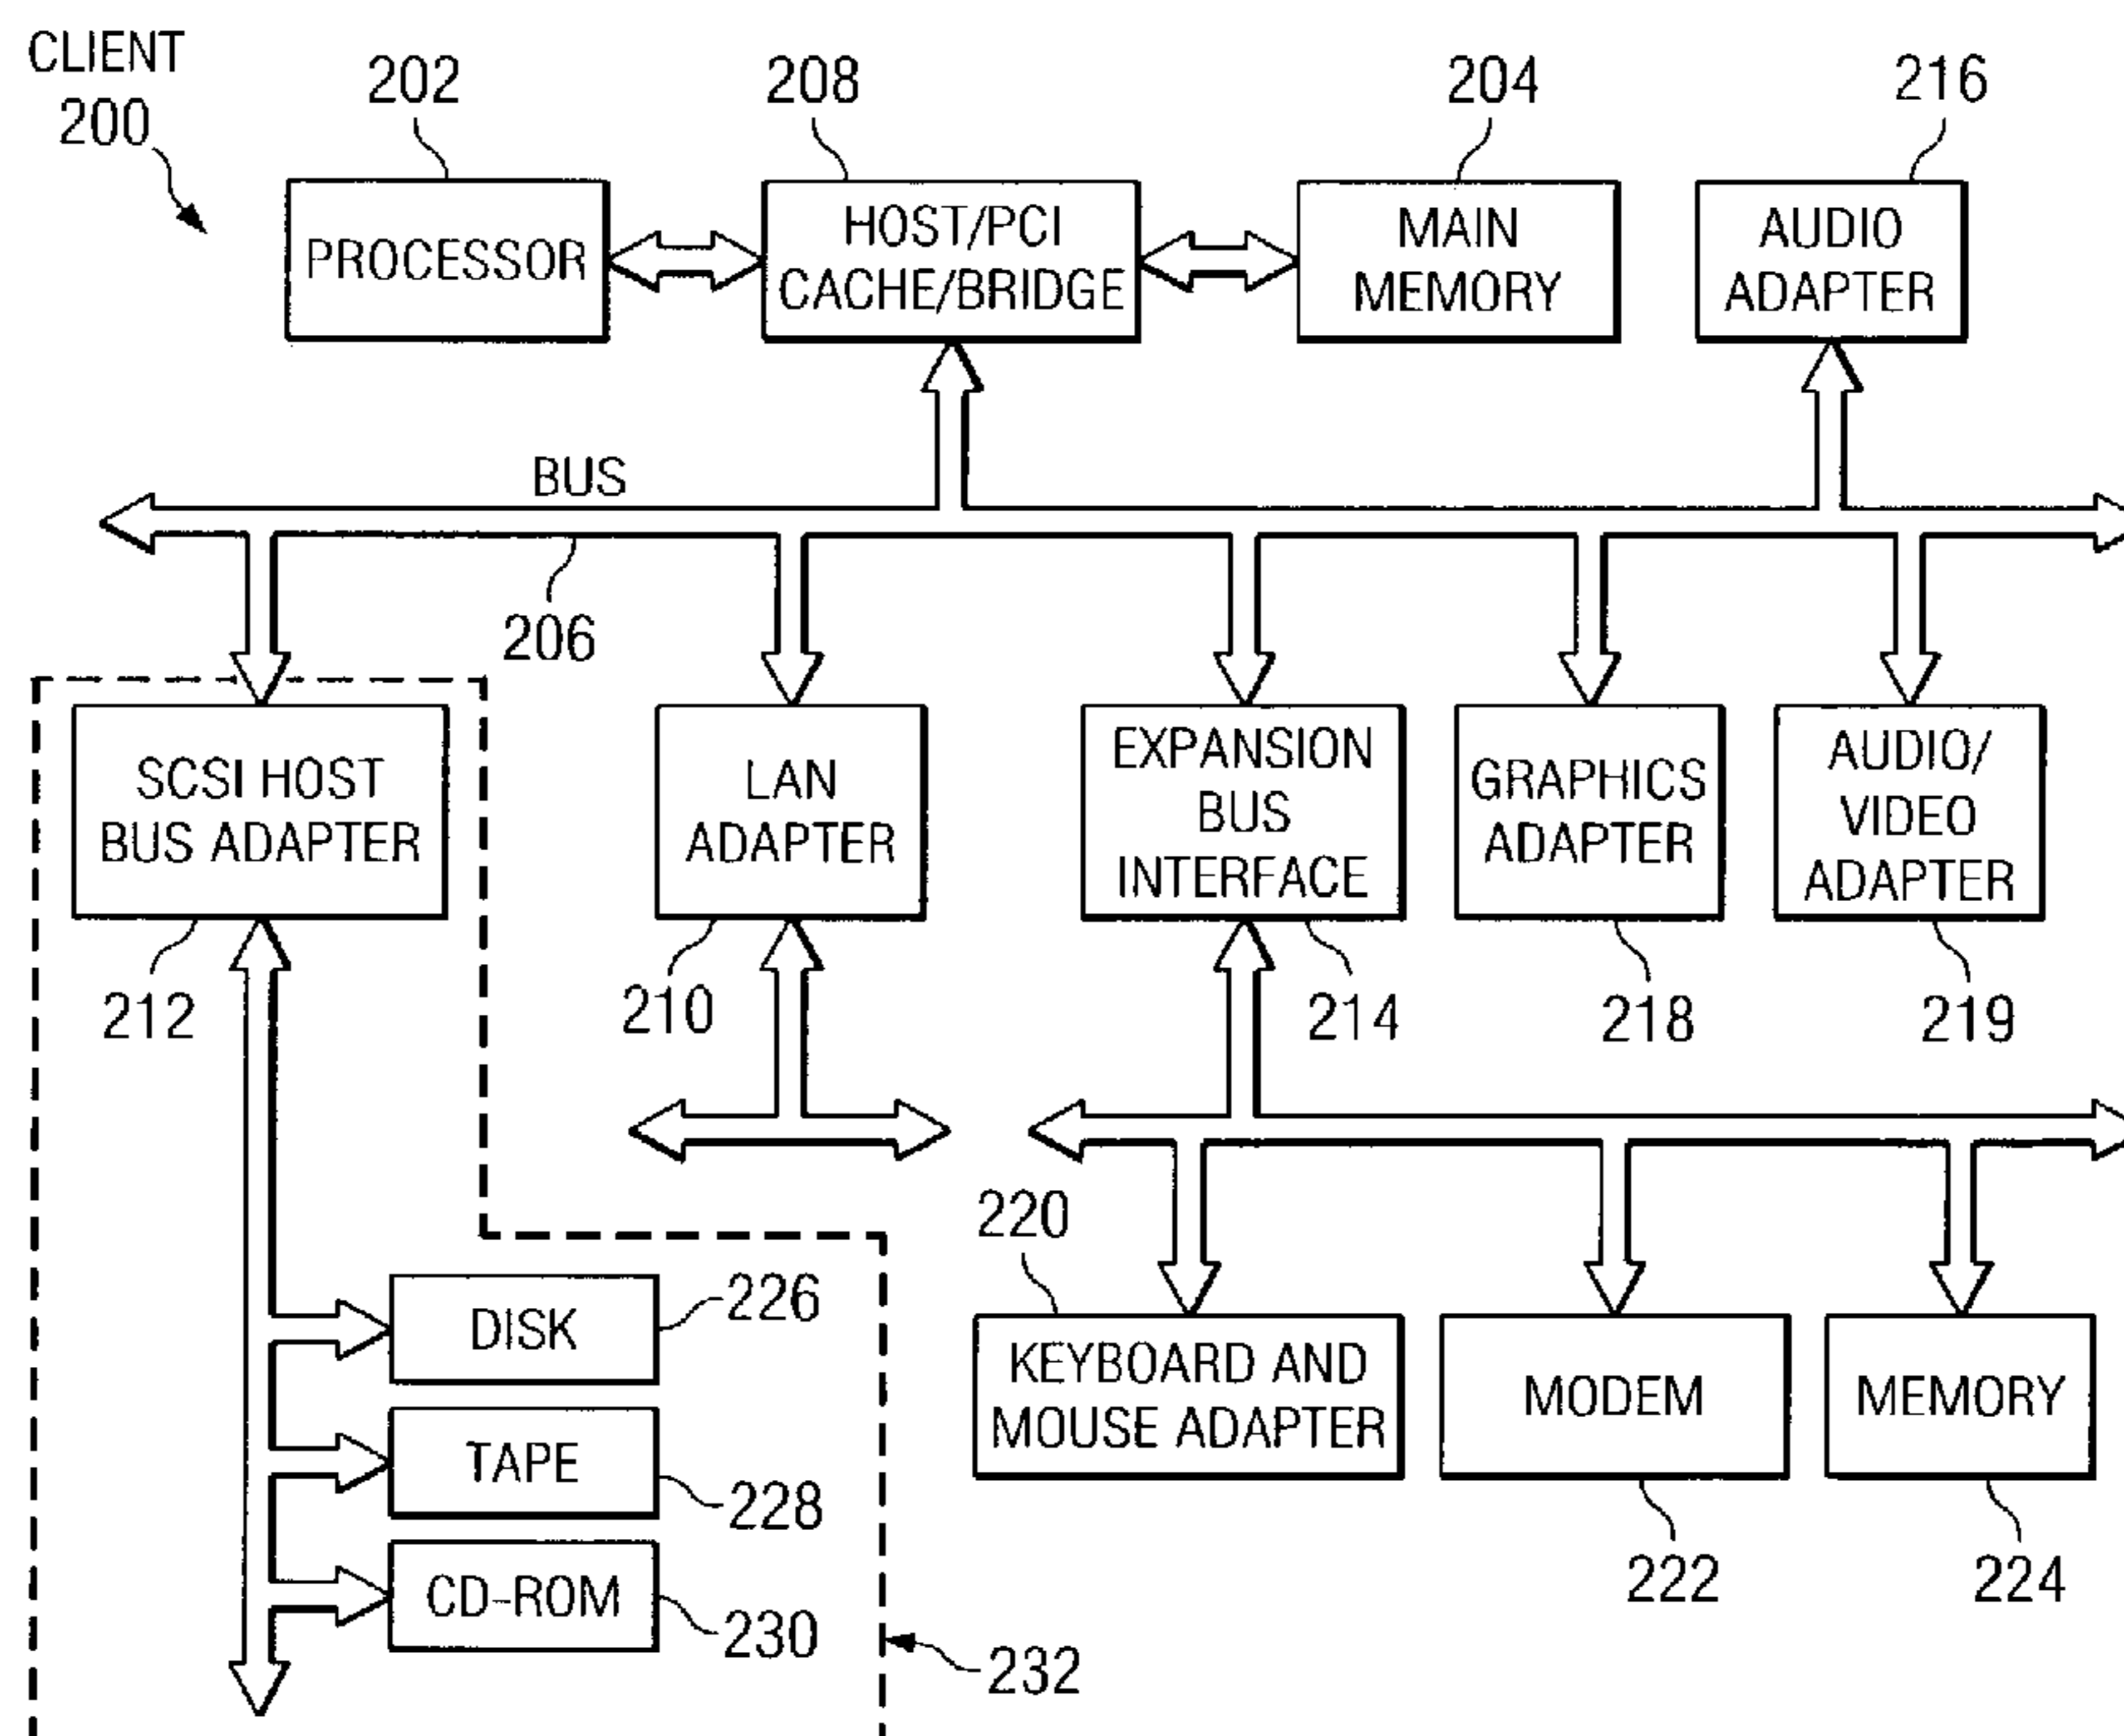 CLIENT
200
202
208
204
216
PROCESSOR
HOST/PCI
CACHE/BRIDGE
MAIN
MEMORY
AUDIO
ADAPTER
BUS
206
SCSI HOST
BUS ADAPTER
LAN
ADAPTER
EXPANSION
BUS
INTERFACE
GRAPHICS
ADAPTER
AUDIO/
VIDEO
ADAPTER
212
210
214
218
219
220
DISK
226
TAPE
228
CD-ROM
230
232
KEYBOARD AND
MOUSE ADAPTER
MODEM
MEMORY
222
224